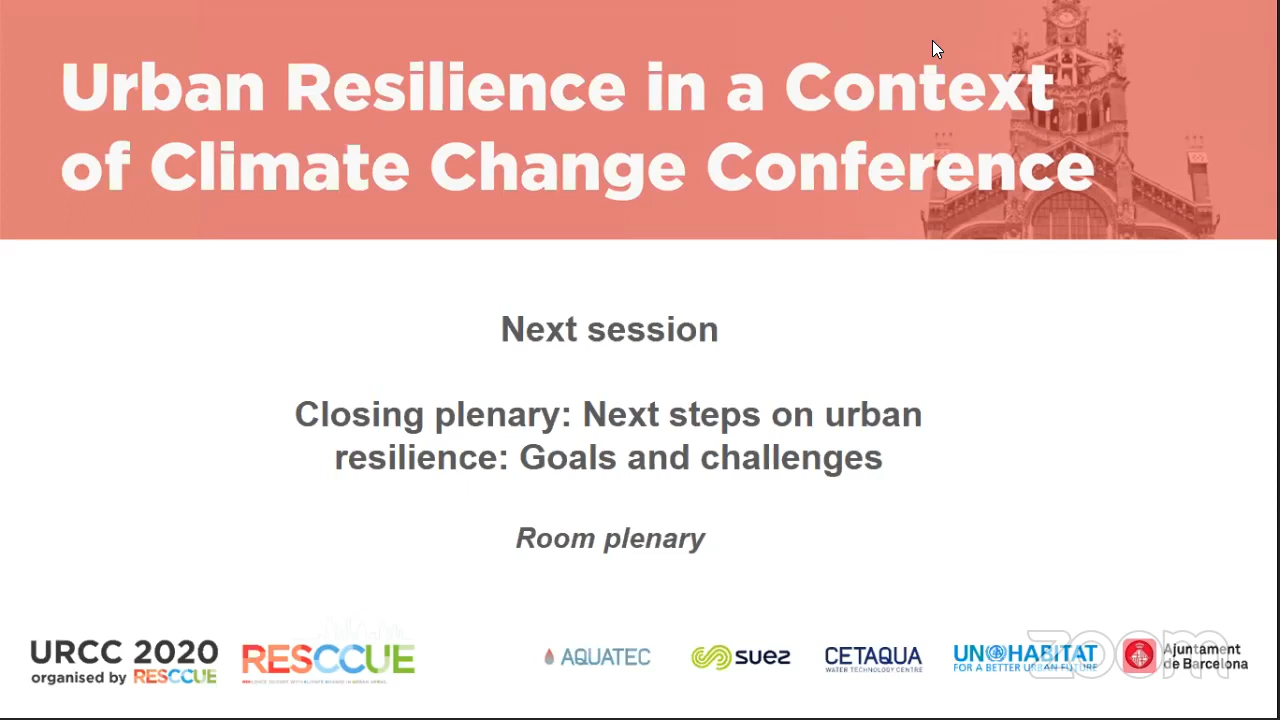 Urban Resilience in a Context
of Climate Change Conference
Next session
Closing plenary: Next steps on urban
resilience: Goals and challenges
Room plenary
URCC 2020
organised by RESCCUE
RESCCUE
AQUATEC
suez
CETAQUA
WATER TECHNOLOGY CENTRE
UN HABITAT
FOR A BETTER URBAN FUTURE
zoom
Ajuntament
de Barcelona